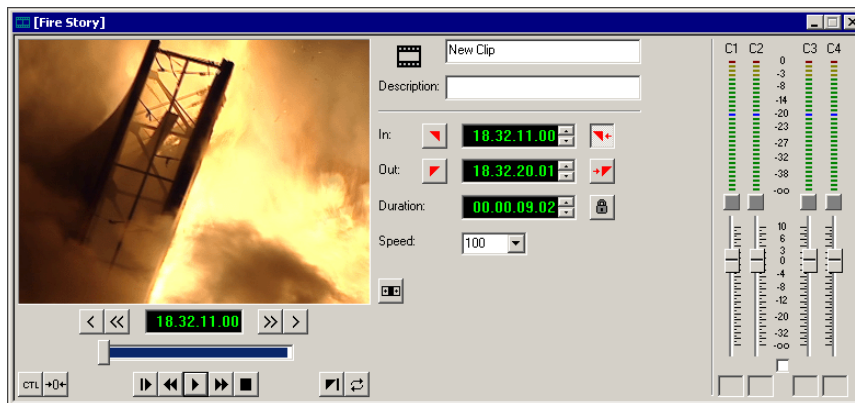 [Fire Story]
New Clip
Description:
In: 18.32.11.00
Out: 18.32.20.01
Duration: 00.00.09.02
Speed: 100
< << 18.32.11.00 >> >
CTL →0←
C1 C2 C3 C4
0
-3
-8
-14
-20
-23
-27
-32
-38
-oo
10
6
3
0
-4
-8
-12
-20
-32
-oo